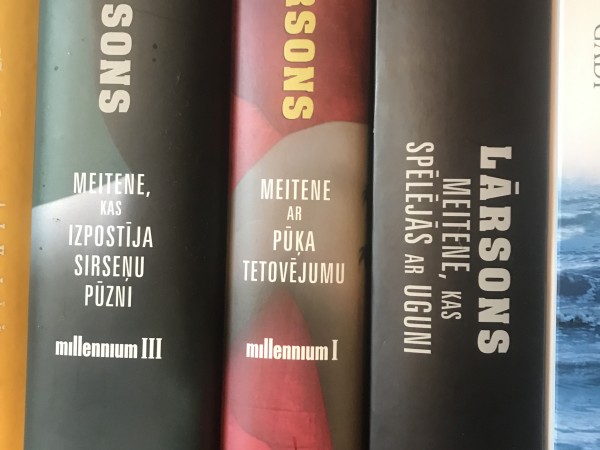 SONS
MEITENE,
KAS
IZPOSTĪJA
SIRSEŅU
PŪZNI
millennium III
RSONS
MEITENE
AR
PŪĶA
TETOVĒJUMU
millennium I
LĀRSONS
MEITENE, KAS
SPĒLĒJĀS AR UGUNI